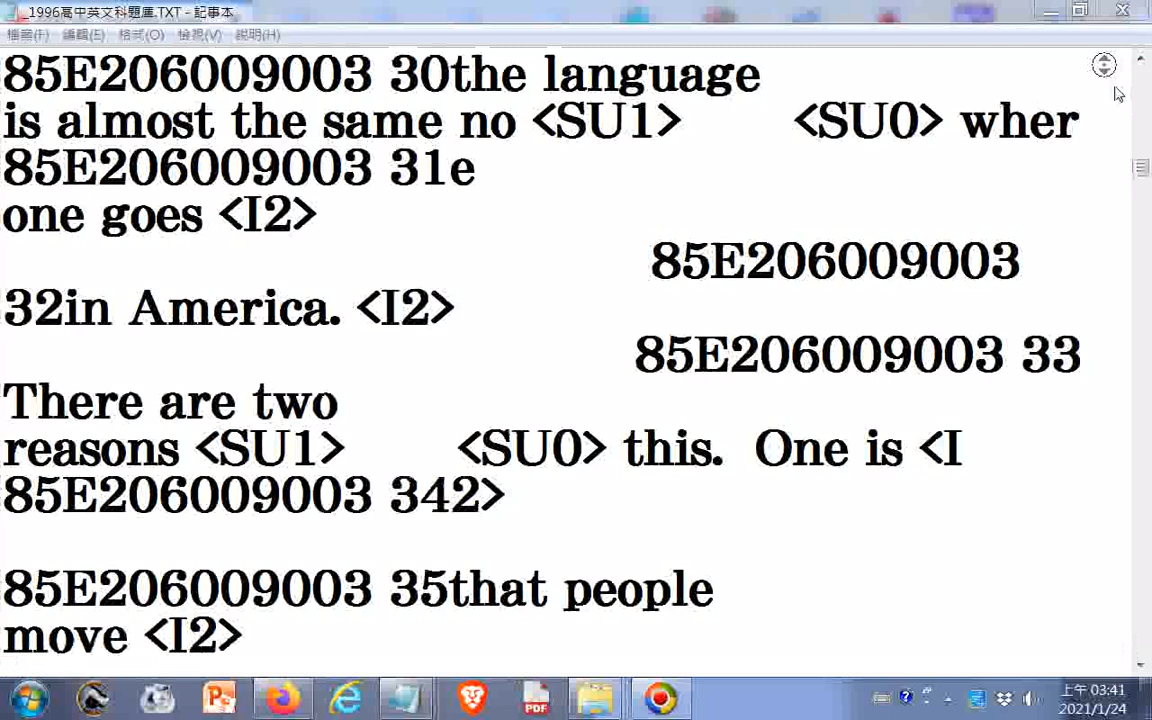 _1996高中英文科題庫.TXT - 記事本
檔案(F) 編輯(E) 格式(O) 檢視(V) 說明(H)
85E206009003 30the language
is almost the same no <SU1> <SU0> wher
85E206009003 31e
one goes <I2>
85E206009003
32in America. <I2>
85E206009003 33
There are two
reasons <SU1> <SU0> this. One is <I
85E206009003 342>
85E206009003 35that people
move <I2>
PDF
上午 03:41
2021/1/24